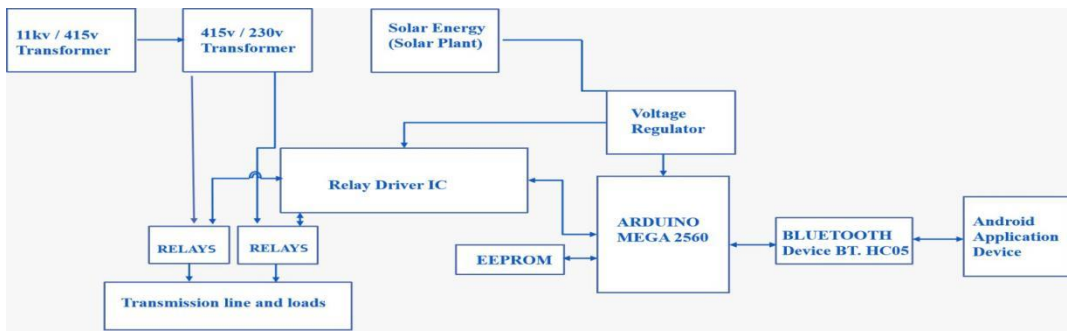 11kv / 415v
Transformer
415v / 230v
Transformer
Solar Energy
(Solar Plant)
Voltage
Regulator
Relay Driver IC
ARDUINO
MEGA 2560
BLUETOOTH
Device BT. HC05
Android
Application
Device
RELAYS
RELAYS
EEPROM
Transmission line and loads